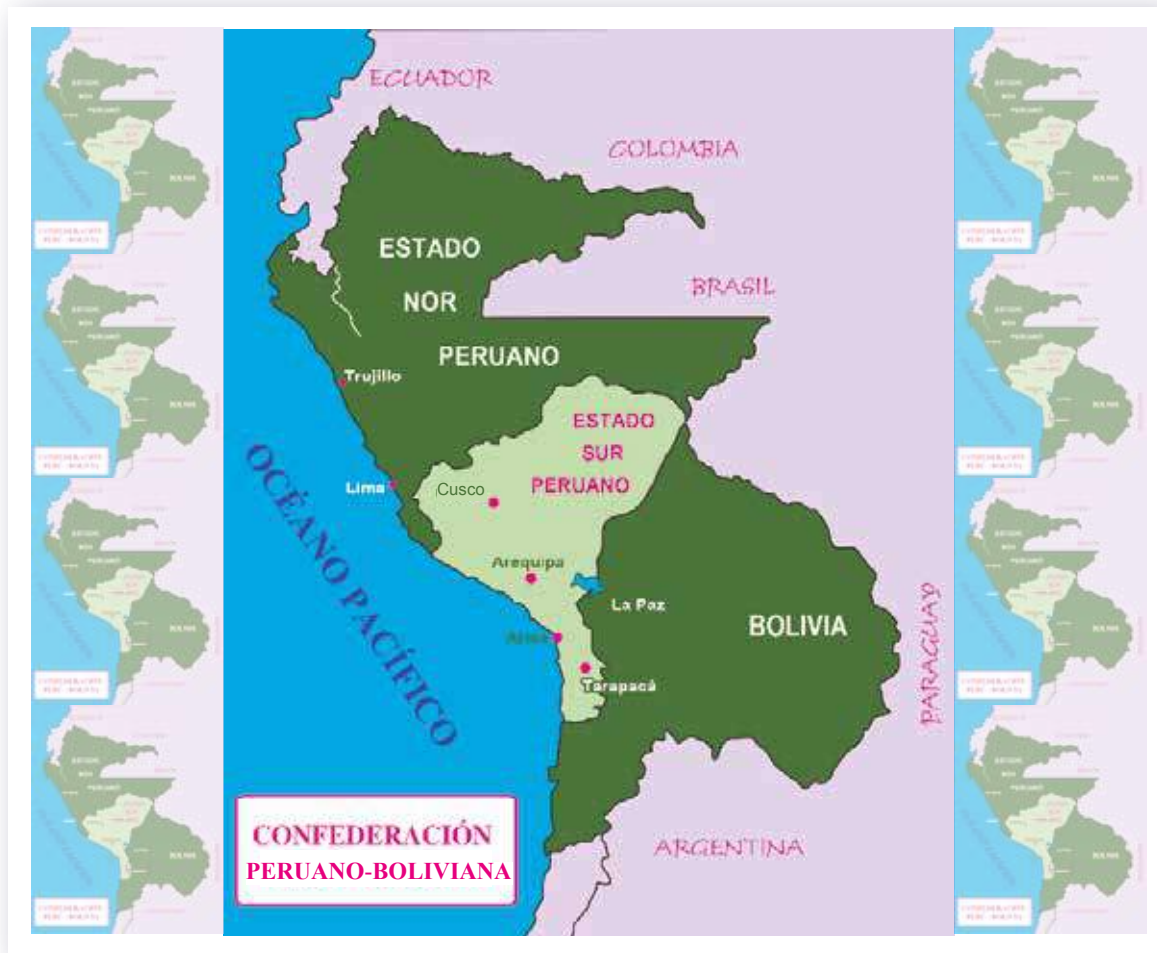 ECUADOR
COLOMBIA
ESTADO
NOR
PERUANO
BRASIL
Trujillo
ESTADO
SUR
PERUANO
Lima
Cusco
OCÉANO PACÍFICO
Arequipa
La Paz
BOLIVIA
Arica
Tarapacá
PARAGUAY
CONFEDERACIÓN
PERUANO-BOLIVIANA
ARGENTINA